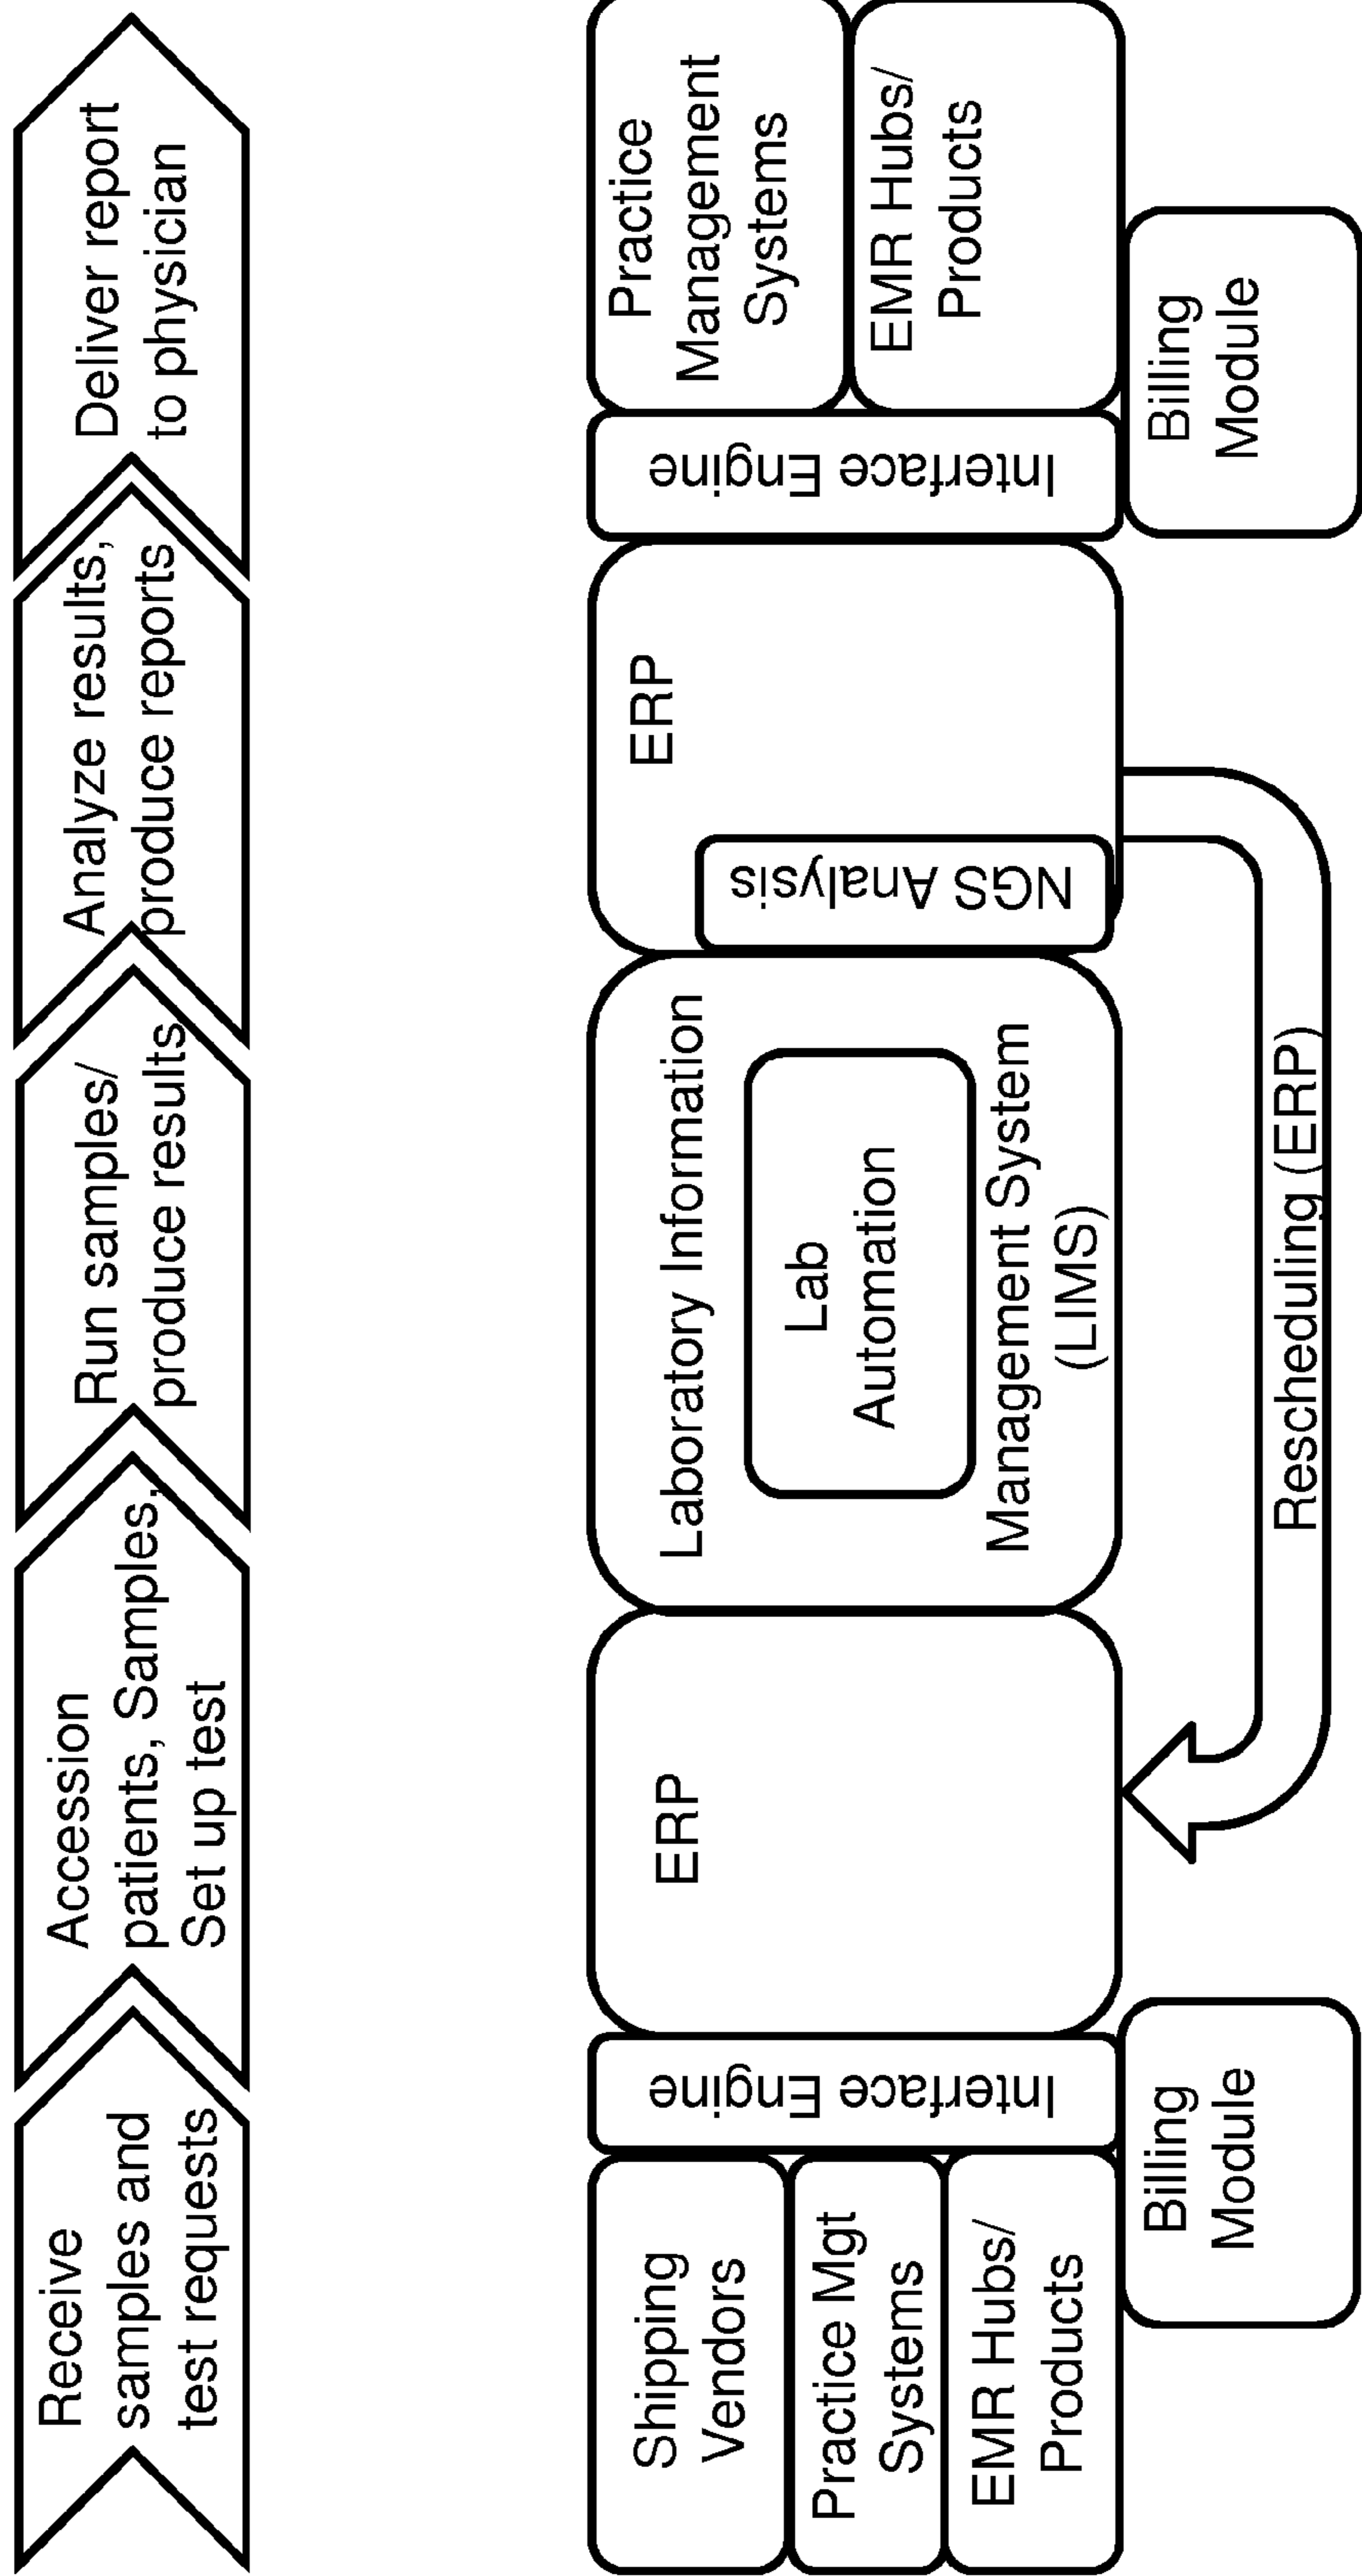 Receive
samples and
test requests
Accession
patients, Samples,
Set up test
Run samples/
produce results
Analyze results,
produce reports
Deliver report
to physician
Shipping
Vendors
Practice Mgt
Systems
EMR Hubs/
Products
Interface Engine
Billing
Module
ERP
Laboratory Information
Lab
Automation
Management System
(LIMS)
NGS Analysis
ERP
Rescheduling (ERP)
Interface Engine
Practice
Management
Systems
EMR Hubs/
Products
Billing
Module